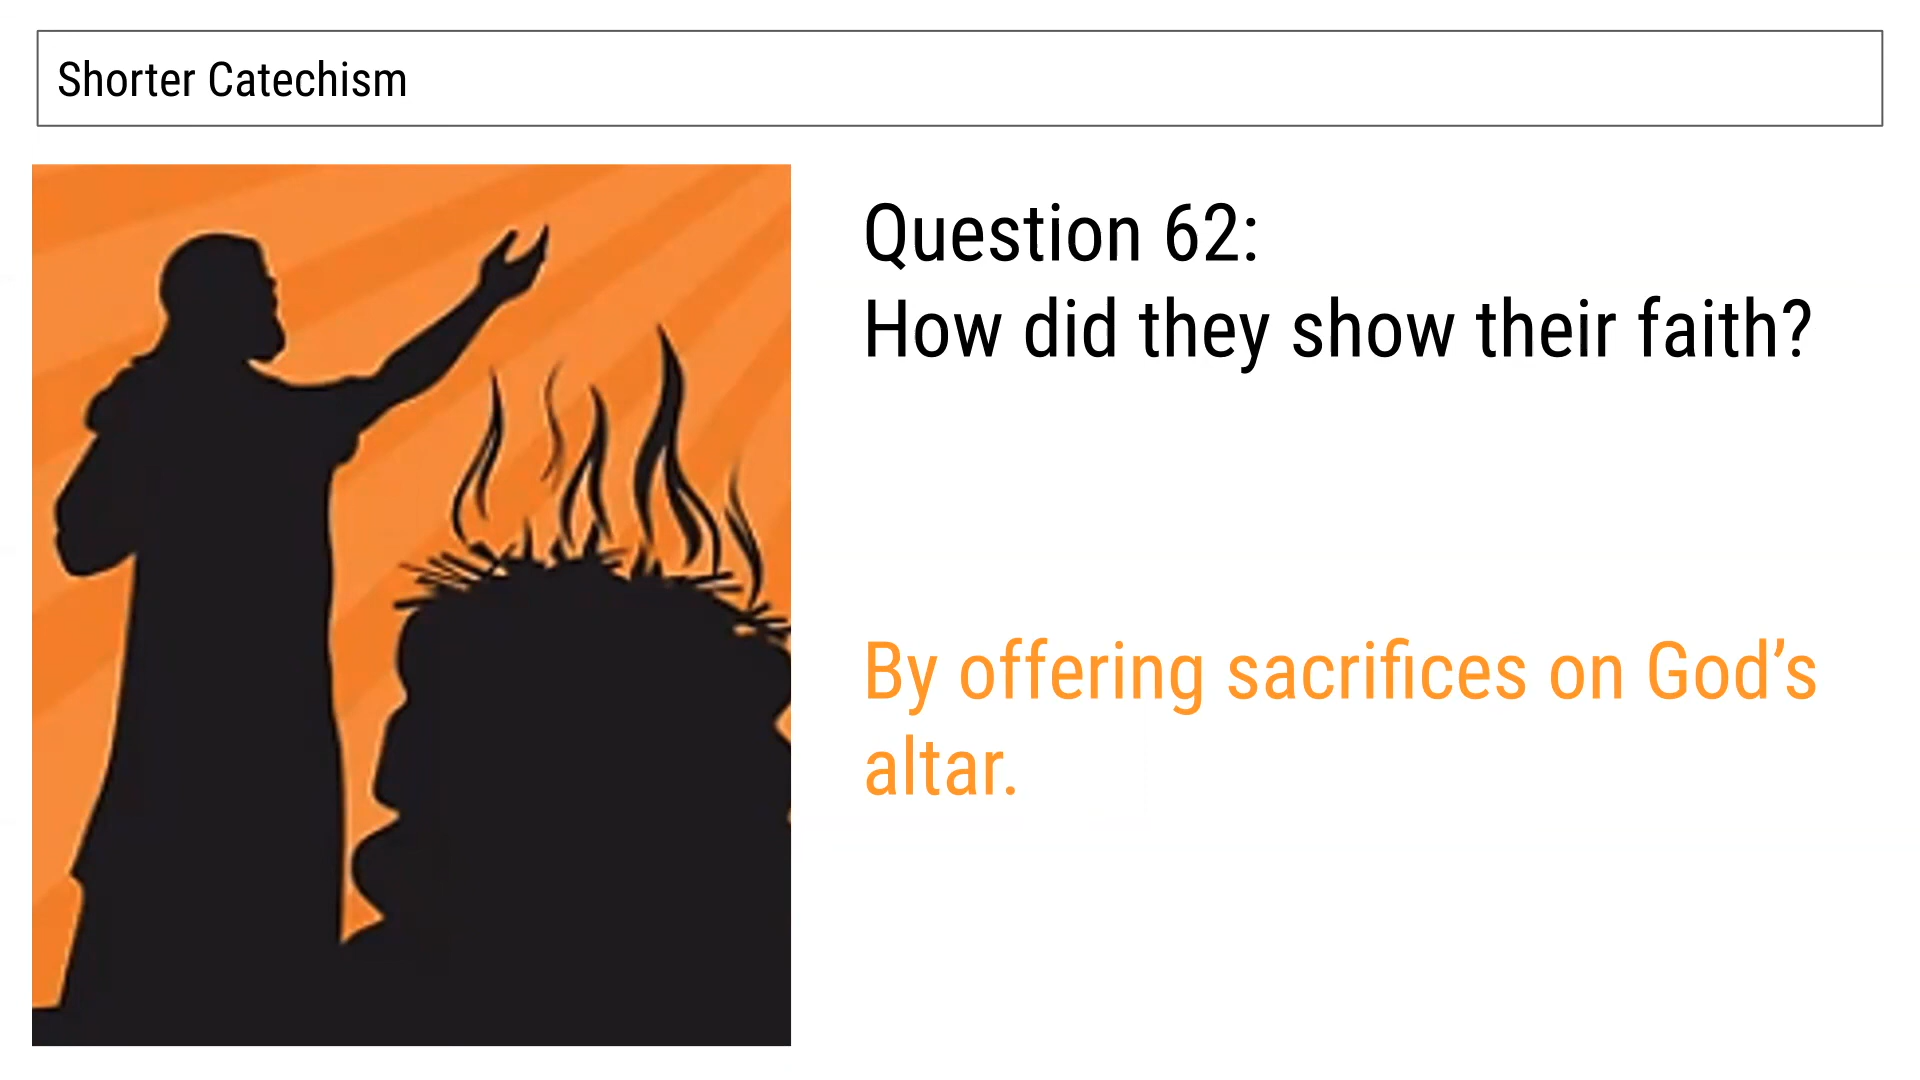 Shorter Catechism
Question 62:
How did they show their faith?
By offering sacrifices on God’s
altar.